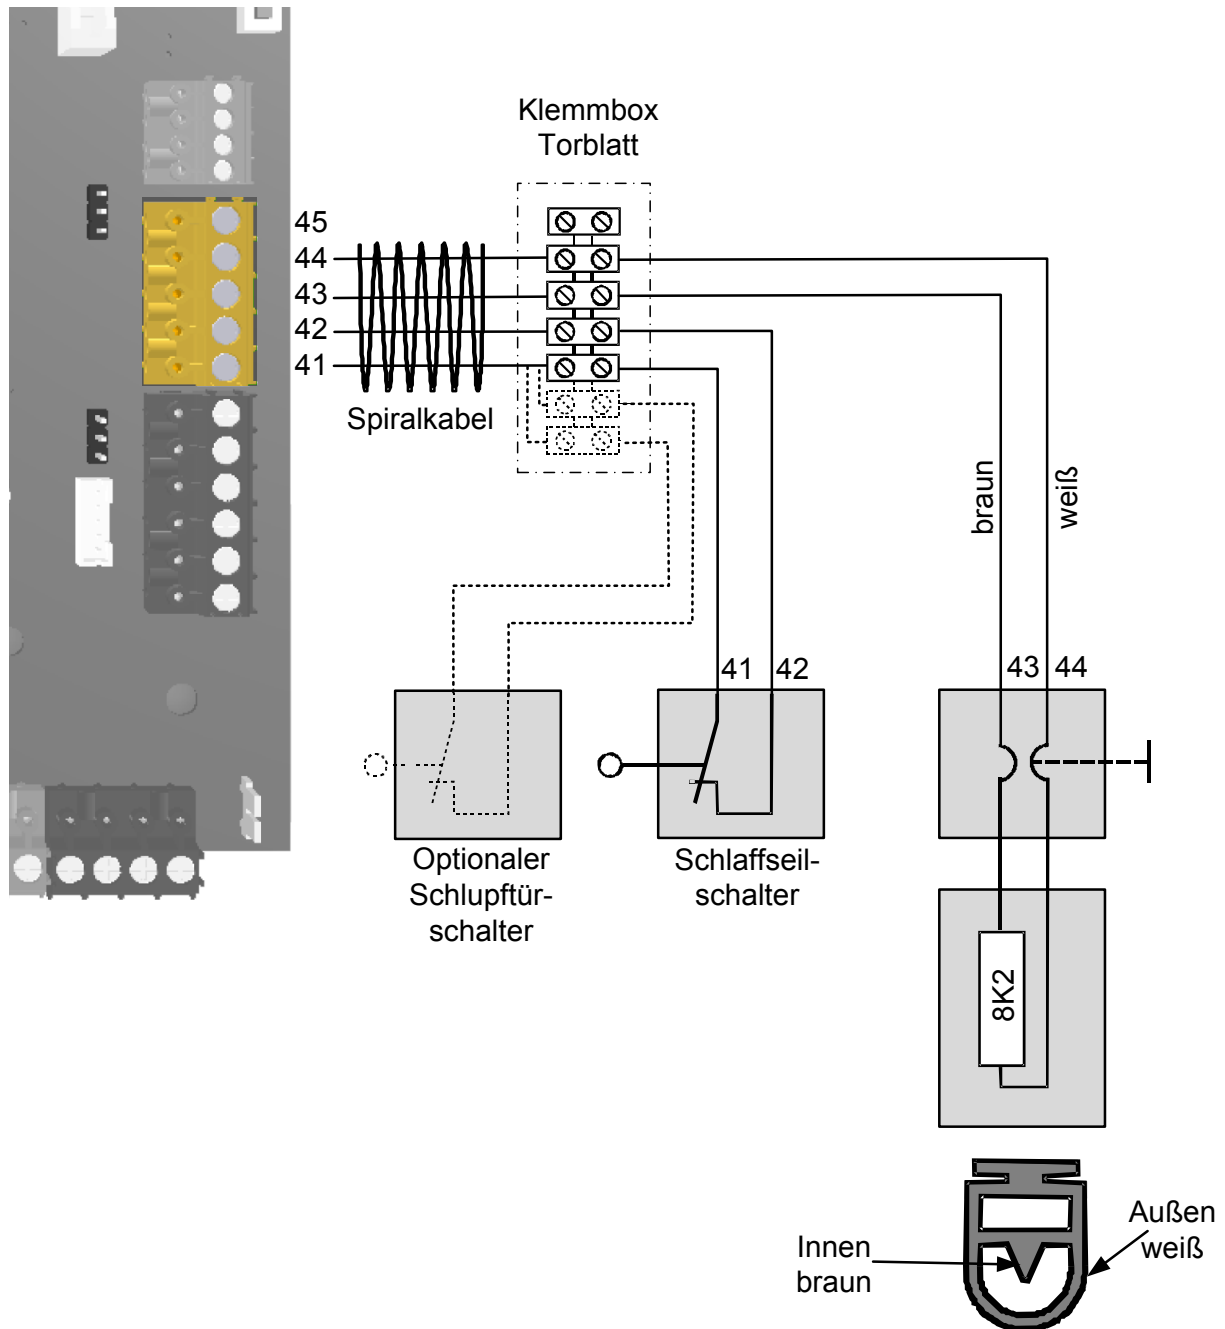 Klemmbox
Torblatt
45
44
43
42
41
Spiralkabel
braun
weiß
41
42
43
44
Optionaler
Schlupftür-
schalter
Schlaffseil-
schalter
8K2
Innen
braun
Außen
weiß